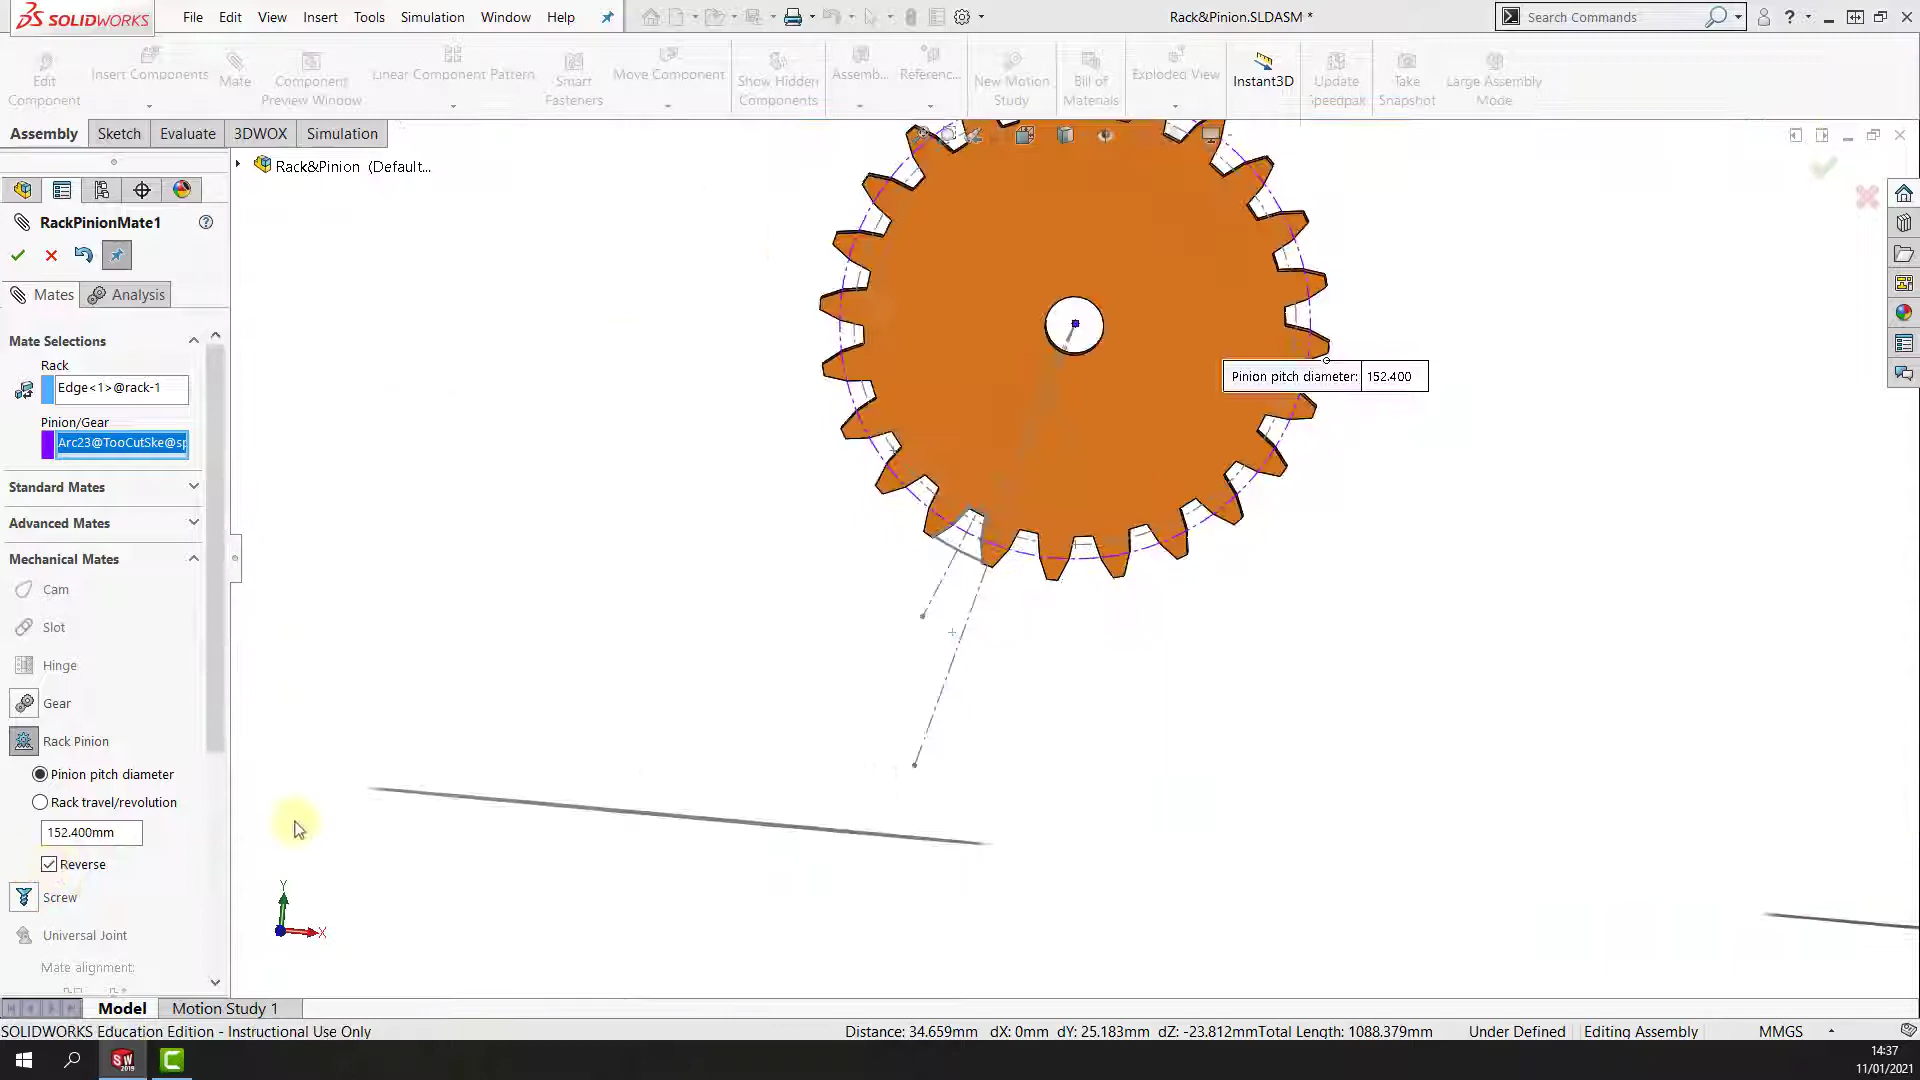 SOLIDWORKS
File Edit View Insert Tools Simulation Window Help
Rack&Pinion.SLDASM *
Search Commands
Edit Component
Insert Components
Mate
Component Preview Window
Linear Component Pattern
Smart Fasteners
Move Component
Show Hidden Components
Assemb...
Referenc...
New Motion Study
Bill of Materials
Exploded View
Instant3D
Update Speedpak
Take Snapshot
Large Assembly Mode
Assembly Sketch Evaluate 3DWOX Simulation
Rack&Pinion (Default...
RackPinionMate1
Mates Analysis
Mate Selections
Rack
Edge<1>@rack-1
Pinion/Gear
Arc23@TooCutSke@sp
Pinion pitch diameter: 152.400
Standard Mates
Advanced Mates
Mechanical Mates
Cam
Slot
Hinge
Gear
Rack Pinion
Pinion pitch diameter
Rack travel/revolution
152.400mm
Reverse
Screw
Universal Joint
Mate alignment:
Y
X
Model Motion Study 1
SOLIDWORKS Education Edition - Instructional Use Only
Distance: 34.659mm dX: 0mm dY: 25.183mm dZ: -23.812mmTotal Length: 1088.379mm Under Defined Editing Assembly MMGS
SW 2019
14:37
11/01/2021